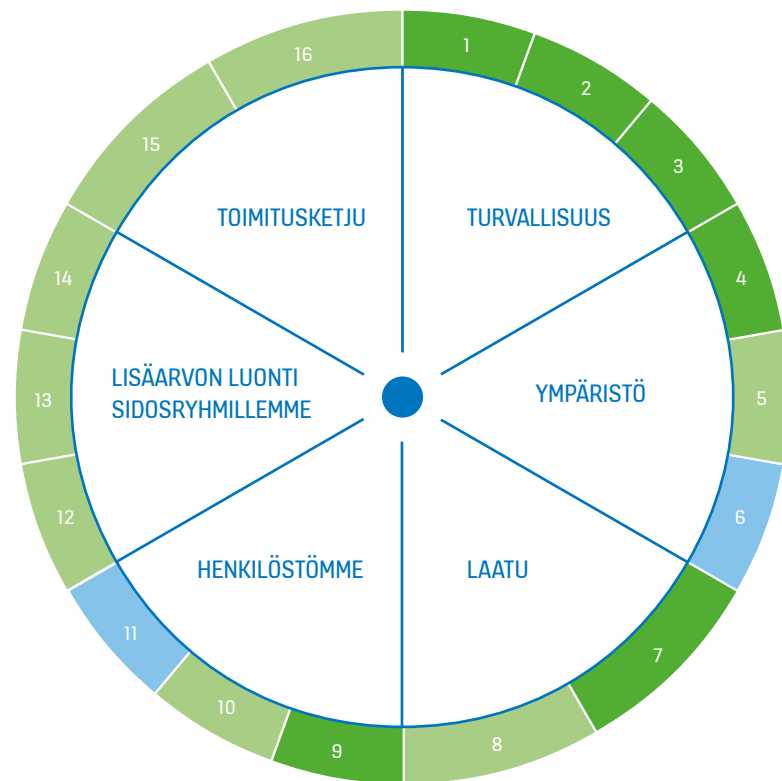 16
1
2
3
4
5
6
7
8
9
10
11
12
13
14
15
TOIMITUSKETJU
TURVALLISUUS
YMPÄRISTÖ
LAATU
HENKILÖSTÖMME
LISÄARVON LUONTI
SIDOSRYHMILLEMME